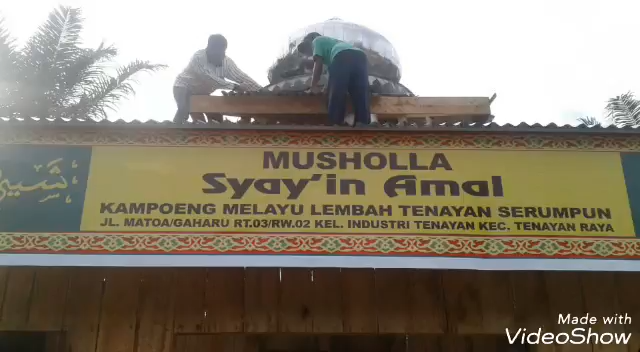 MUSHOLLA
Syay'in Amal
KAMPOENG MELAYU LEMBAH TENAYAN SERUMPUN
JL. MATOA/GAHARU RT.03/RW.02 KEL. INDUSTRI TENAYAN KEC. TENAYAN RAYA
Made with
VideoShow